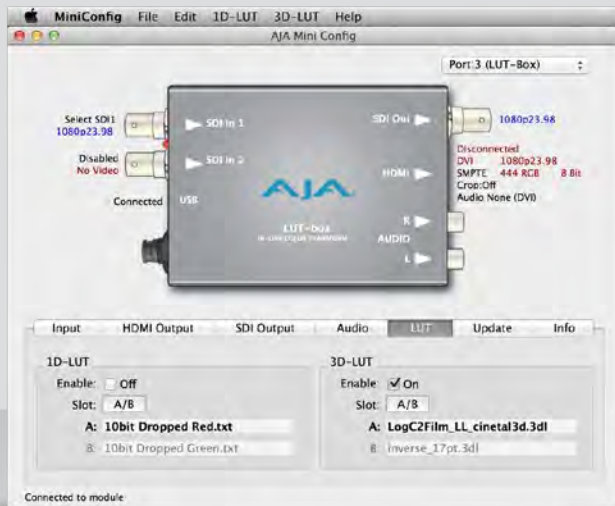 MiniConfig File Edit 1D-LUT 3D-LUT Help
AJA Mini Config
Port 3 (LUT-Box)
Select SDI1
1080p23.98
SDI In 1
Disabled
No Video
SDI In 2
Connected
USB
AJA
LUT-box
IN-LINE COLOR TRANSFORM
SDI Out
1080p23.98
HDMI
Disconnected
DVI 1080p23.98
SMPTE 444 RGB 8 Bit
Crop:Off
Audio None (DVI)
R
AUDIO
L
Input HDMI Output SDI Output Audio LUT Update Info
1D-LUT
Enable: Off
Slot: A/B
A: 10bit Dropped Red.txt
B: 10bit Dropped Green.txt
3D-LUT
Enable: On
Slot: A/B
A: LogC2Film_LL_cinetal3d.3dl
B: inverse_17pt.3dl
Connected to module